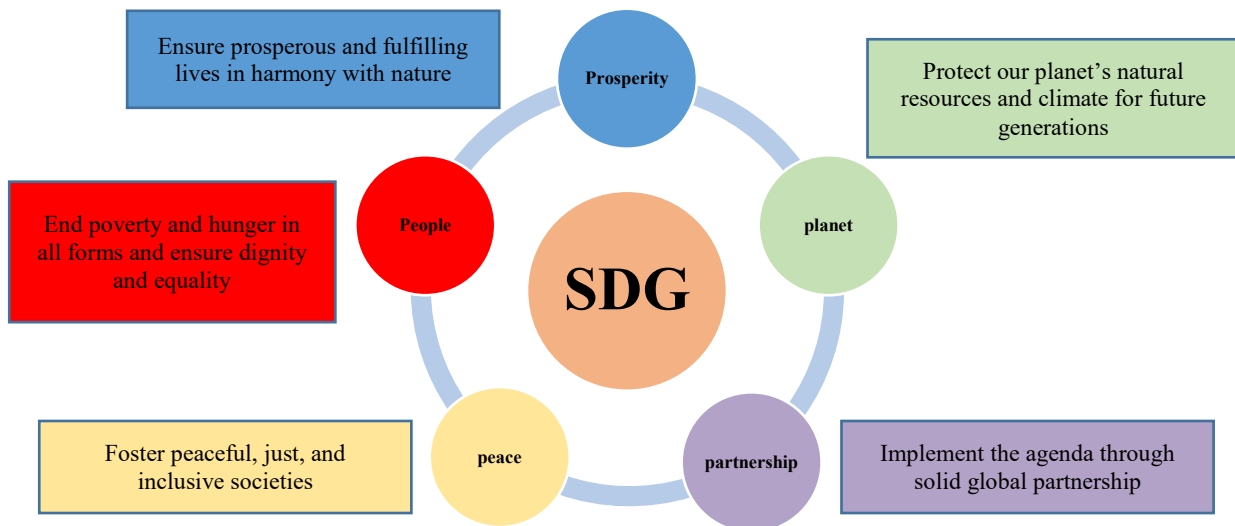 Ensure prosperous and fulfilling
lives in harmony with nature
Prosperity
Protect our planet’s natural
resources and climate for future
generations
End poverty and hunger in
all forms and ensure dignity
and equality
People
planet
SDG
Foster peaceful, just, and
inclusive societies
peace
partnership
Implement the agenda through
solid global partnership